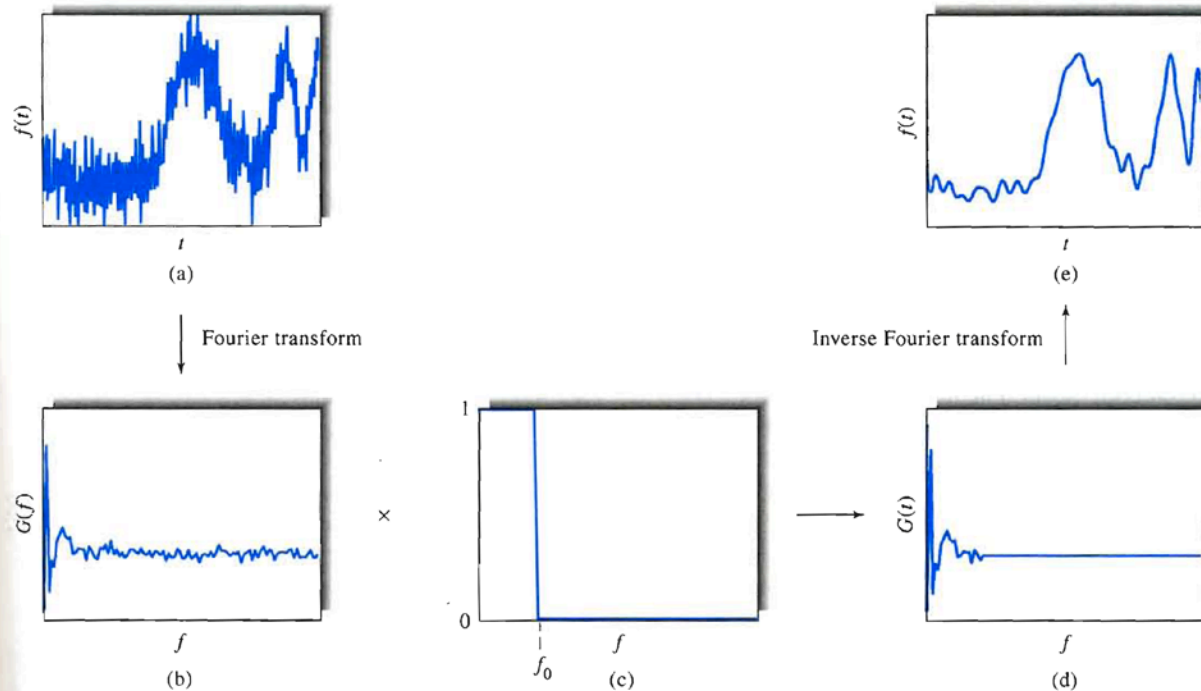 f(t)
t
(a)
f(t)
t
(e)
Fourier transform
Inverse Fourier transform
G(f)
f
(b)
×
1
0
f
f₀
(c)
G(t)
f
(d)